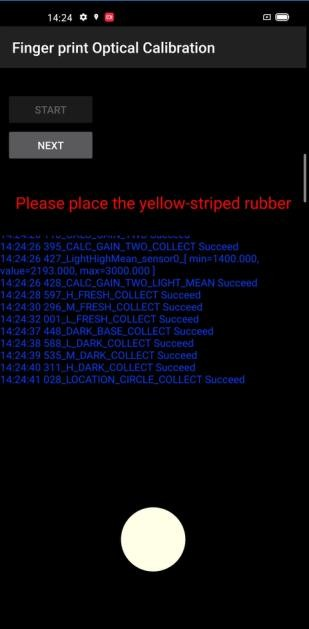 14:24
Finger print Optical Calibration
START
NEXT
Please place the yellow-striped rubber
14:24:26 395_CALC_GAIN_TWO_COLLECT Succeed
14:24:26 427_LightHighMean_sensor0_[ min=1400.000,
value=2193.000, max=3000.000 ]
14:24:26 428_CALC_GAIN_TWO_LIGHT_MEAN Succeed
14:24:28 597_H_FRESH_COLLECT Succeed
14:24:30 296_M_FRESH_COLLECT Succeed
14:24:32 001_L_FRESH_COLLECT Succeed
14:24:37 448_DARK_BASE_COLLECT Succeed
14:24:38 588_L_DARK_COLLECT Succeed
14:24:39 535_M_DARK_COLLECT Succeed
14:24:40 311_H_DARK_COLLECT Succeed
14:24:41 028_LOCATION_CIRCLE_COLLECT Succeed